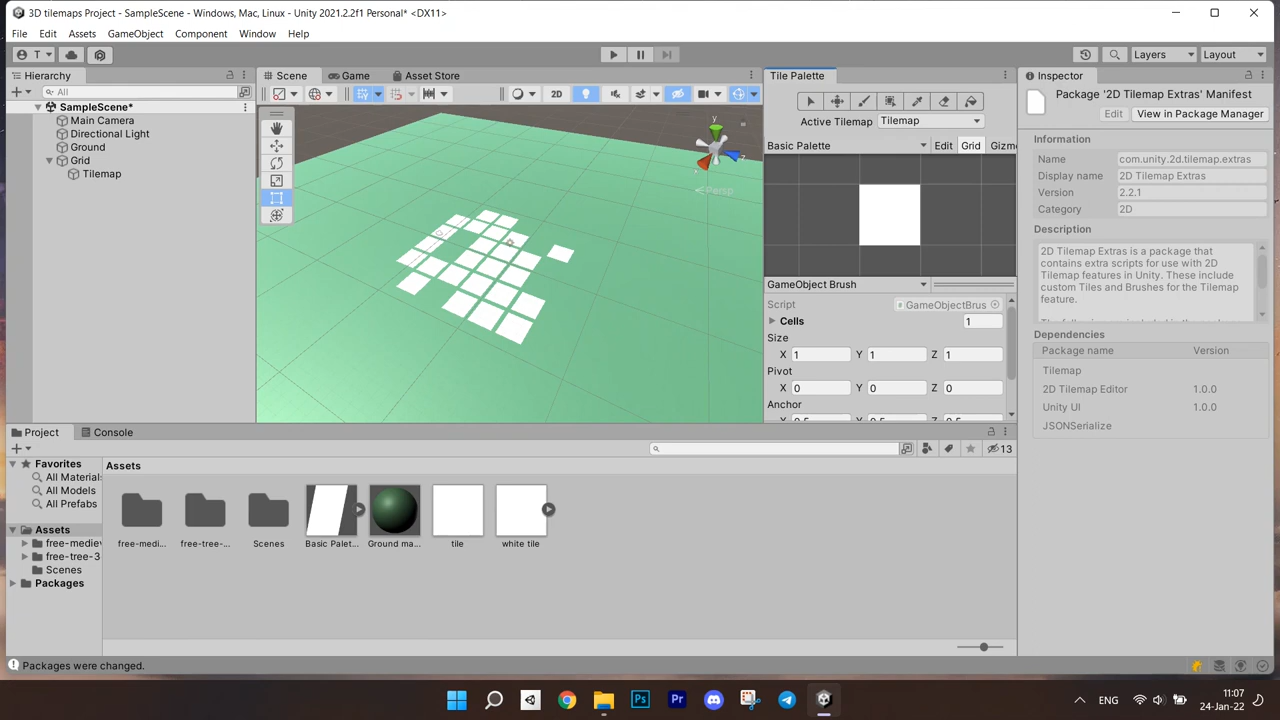 3D tilemaps Project - SampleScene - Windows, Mac, Linux - Unity 2021.2.2f1 Personal* <DX11>
File Edit Assets GameObject Component Window Help
T Layers Layout
Hierarchy
All
SampleScene*
Main Camera
Directional Light
Ground
Grid
Tilemap
Scene Game Asset Store
2D
y
z
Persp
Tile Palette
Active Tilemap Tilemap
Basic Palette Edit Grid Gizm
GameObject Brush
Script GameObjectBrus
Cells 1
Size
X 1 Y 1 Z 1
Pivot
X 0 Y 0 Z 0
Anchor
Inspector
Package '2D Tilemap Extras' Manifest
Edit View in Package Manager
Information
Name com.unity.2d.tilemap.extras
Display name 2D Tilemap Extras
Version 2.2.1
Category 2D
Description
2D Tilemap Extras is a package that
contains extra scripts for use with 2D
Tilemap features in Unity. These include
custom Tiles and Brushes for the Tilemap
feature.
Dependencies
Package name Version
Tilemap
2D Tilemap Editor 1.0.0
Unity UI 1.0.0
JSONSerialize
Project Console
13
Favorites
All Materials
All Models
All Prefabs
Assets
free-mediev
free-tree-3
Scenes
Packages
Assets
free-medi... free-tree-... Scenes Basic Palet... Ground ma... tile white tile
Packages were changed.
Ps Pr
ENG
11:07
24-Jan-22